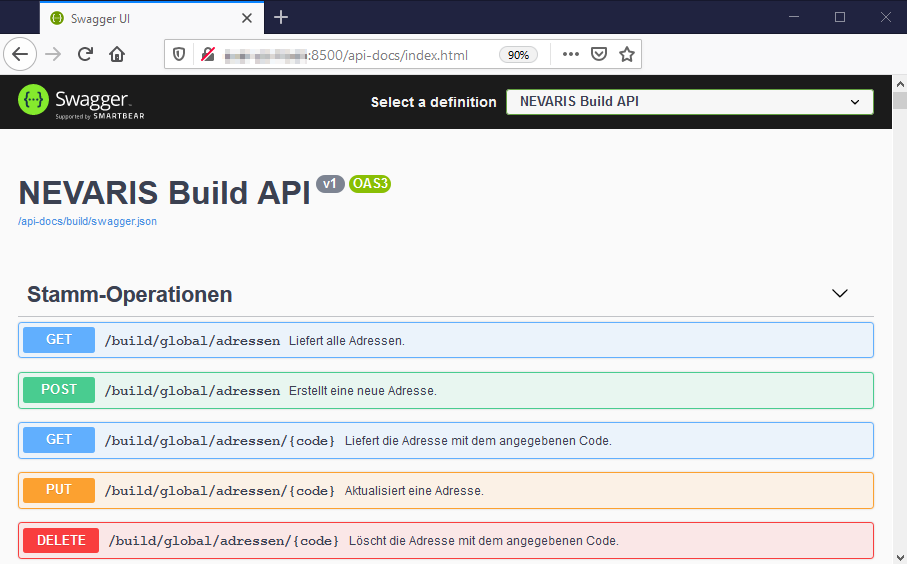 Swagger UI
:8500/api-docs/index.html
90%
Swagger
Supported by SMARTBEAR
Select a definition
NEVARIS Build API
NEVARIS Build API v1 OAS3
/api-docs/build/swagger.json
Stamm-Operationen
GET /build/global/adressen Liefert alle Adressen.
POST /build/global/adressen Erstellt eine neue Adresse.
GET /build/global/adressen/{code} Liefert die Adresse mit dem angegebenen Code.
PUT /build/global/adressen/{code} Aktualisiert eine Adresse.
DELETE /build/global/adressen/{code} Löscht die Adresse mit dem angegebenen Code.